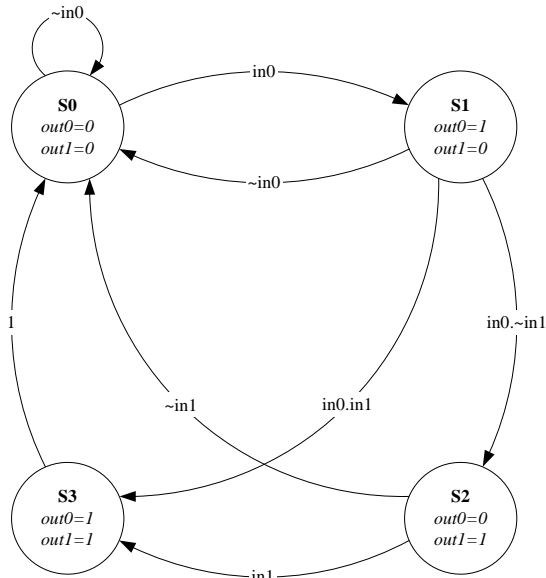 ~in0
in0
S0
out0=0
out1=0
S1
out0=1
out1=0
~in0
1
in0.~in1
~in1
in0.in1
S3
out0=1
out1=1
S2
out0=0
out1=1
in1